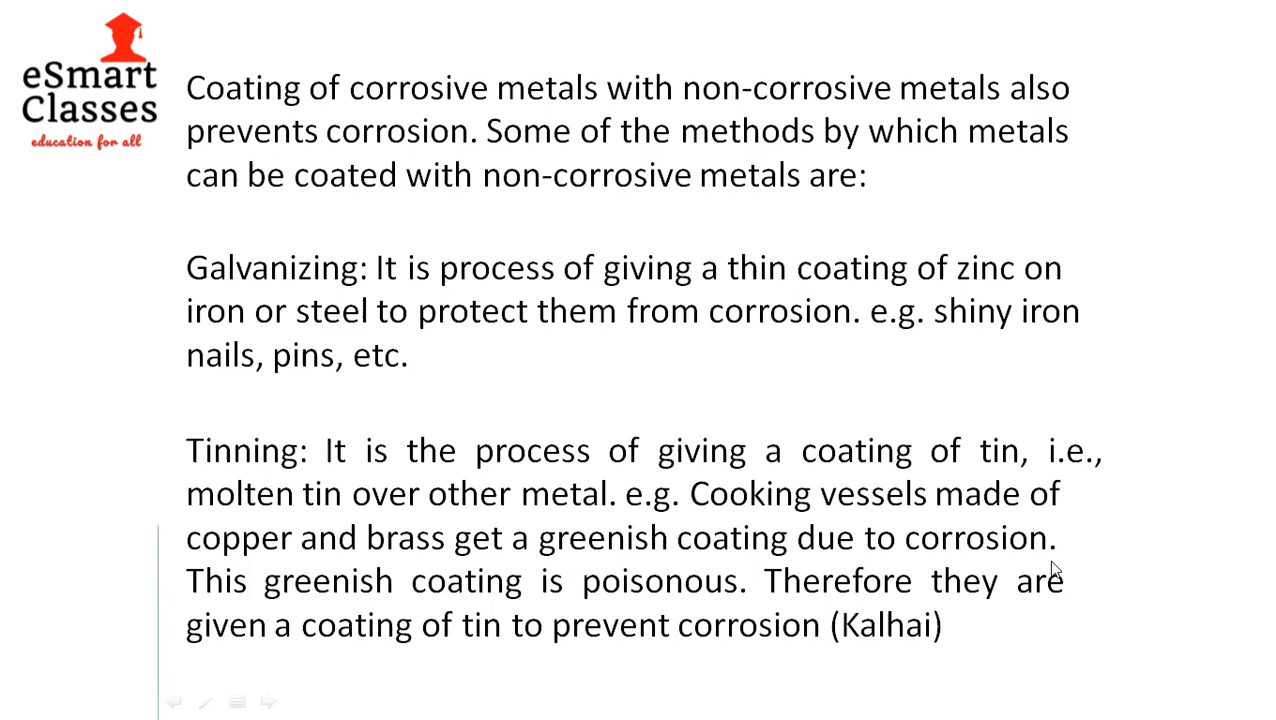 eSmart
Classes
education for all
Coating of corrosive metals with non-corrosive metals also
prevents corrosion. Some of the methods by which metals
can be coated with non-corrosive metals are:
Galvanizing: It is process of giving a thin coating of zinc on
iron or steel to protect them from corrosion. e.g. shiny iron
nails, pins, etc.
Tinning: It is the process of giving a coating of tin, i.e.,
molten tin over other metal. e.g. Cooking vessels made of
copper and brass get a greenish coating due to corrosion.
This greenish coating is poisonous. Therefore they are
given a coating of tin to prevent corrosion (Kalhai)